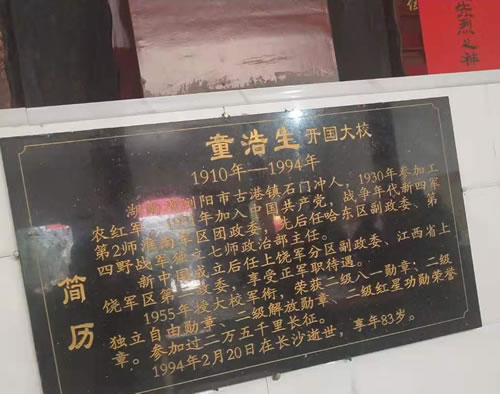 烈之神
童浩生 开国大校
1910年——1994年
湖 浏阳市古港镇石门冲人，1930年参加工
农红军， 年加入中国共产党，战争年代新四军
第2师淮南军区团政委，先后任哈东区副政委、第
四野战军独立七师政治部主任。
新中国成立后任上饶军分区副政委、江西省上
饶军区第 政委，享受正军职待遇。
1955年授大校军衔，荣获二级八一勋章；二级
独立自由勋章、二级解放勋章、二级红星功勋荣誉
章。参加过二万五千里长征。
1994年2月20日在长沙逝世，享年83岁。
简历